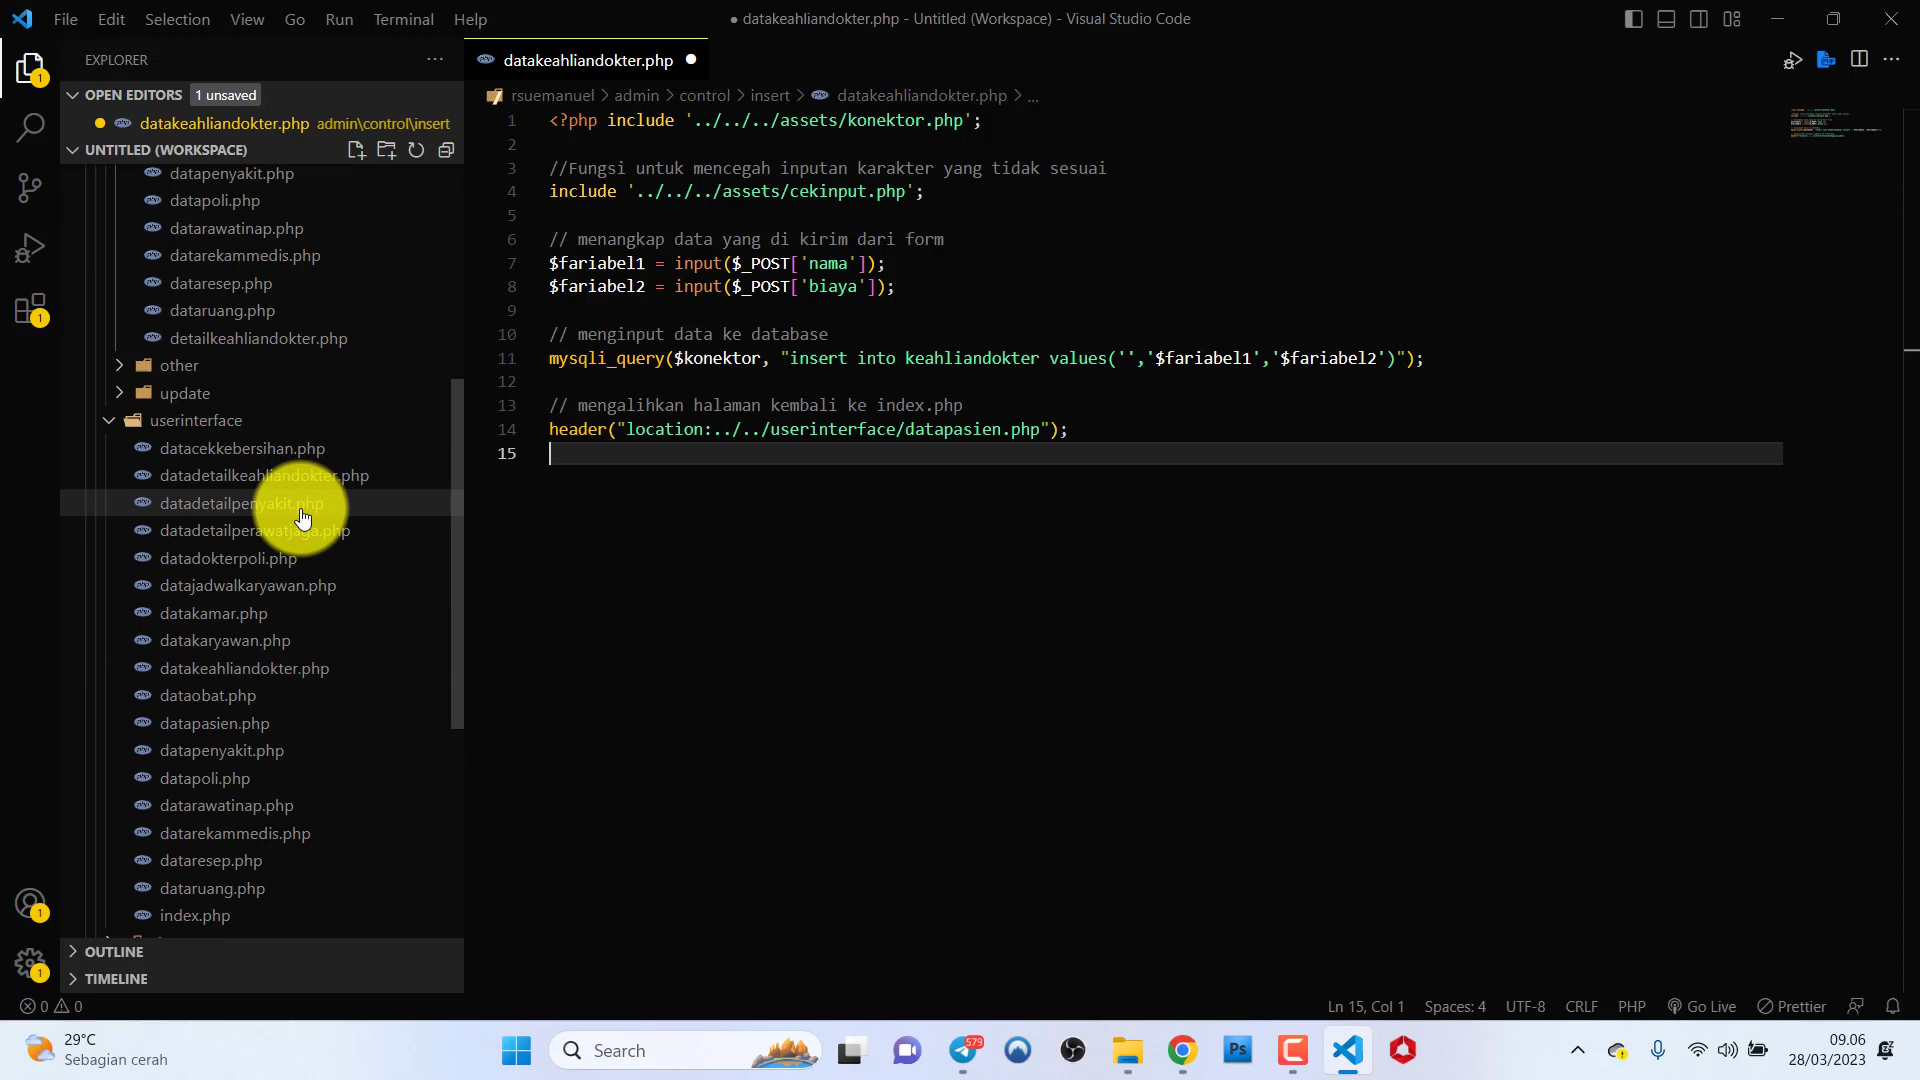 File Edit Selection View Go Run Terminal Help
● datakeahliandokter.php - Untitled (Workspace) - Visual Studio Code
EXPLORER
OPEN EDITORS 1 unsaved
datakeahliandokter.php admin\control\insert
UNTITLED (WORKSPACE)
datapenyakit.php
datapoli.php
datarawatinap.php
datarekammedis.php
dataresep.php
dataruang.php
detailkeahliandokter.php
other
update
userinterface
datacekkebersihan.php
datadetailkeahliandokter.php
datadetailpenyakit.php
datadetailperawatjaga.php
datadokterpoli.php
datajadwalkaryawan.php
datakamar.php
datakaryawan.php
datakeahliandokter.php
dataobat.php
datapasien.php
datapenyakit.php
datapoli.php
datarawatinap.php
datarekammedis.php
dataresep.php
dataruang.php
index.php
OUTLINE
TIMELINE
1
1
1
1
datakeahliandokter.php
rsuemanuel > admin > control > insert > datakeahliandokter.php > ...
1 <?php include '../../../assets/konektor.php';
2
3 //Fungsi untuk mencegah inputan karakter yang tidak sesuai
4 include '../../../assets/cekinput.php';
5
6 // menangkap data yang di kirim dari form
7 $fariabel1 = input($_POST['nama']);
8 $fariabel2 = input($_POST['biaya']);
9
10 // menginput data ke database
11 mysqli_query($konektor, "insert into keahliandokter values('','$fariabel1','$fariabel2')");
12
13 // mengalihkan halaman kembali ke index.php
14 header("location:../../userinterface/datapasien.php");
15
0 0
Ln 15, Col 1 Spaces: 4 UTF-8 CRLF PHP Go Live Prettier
29°C
Sebagian cerah
Search
579
Ps
09.06
28/03/2023